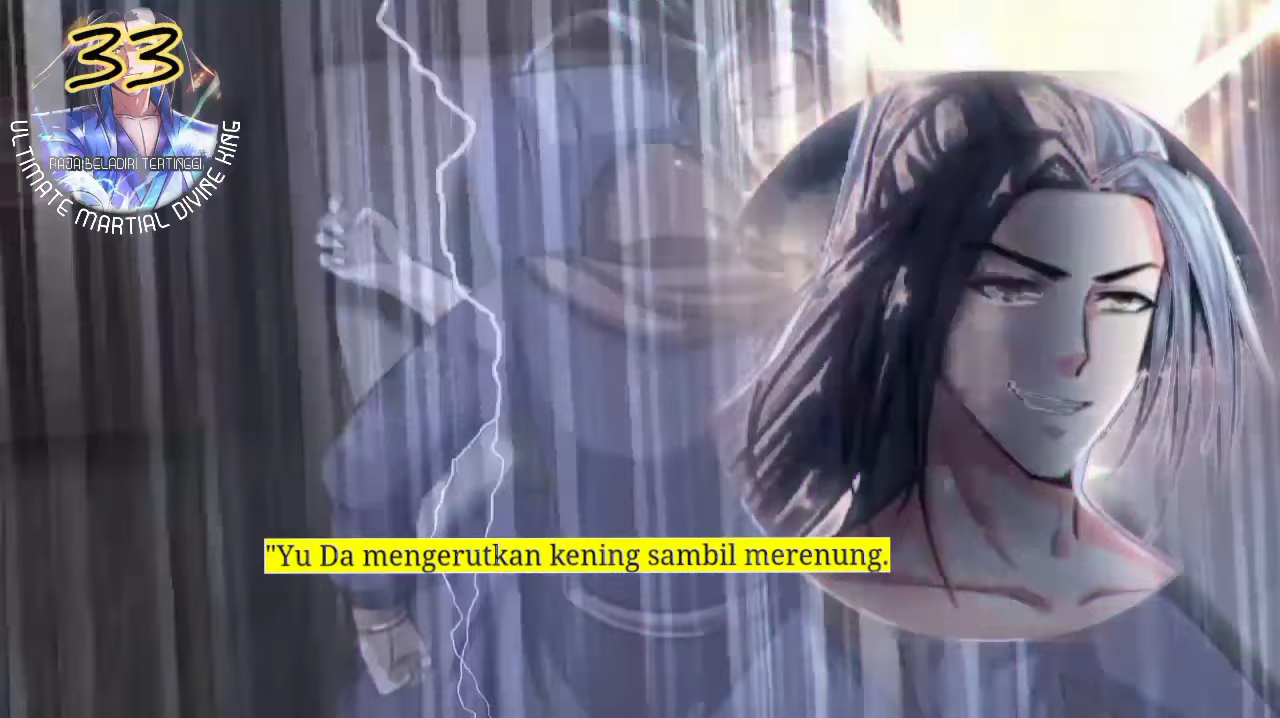 33
RAJA BELADIRI TERTINGGI
ULTIMATE MARTIAL DIVINE KING
"Yu Da mengerutkan kening sambil merenung.